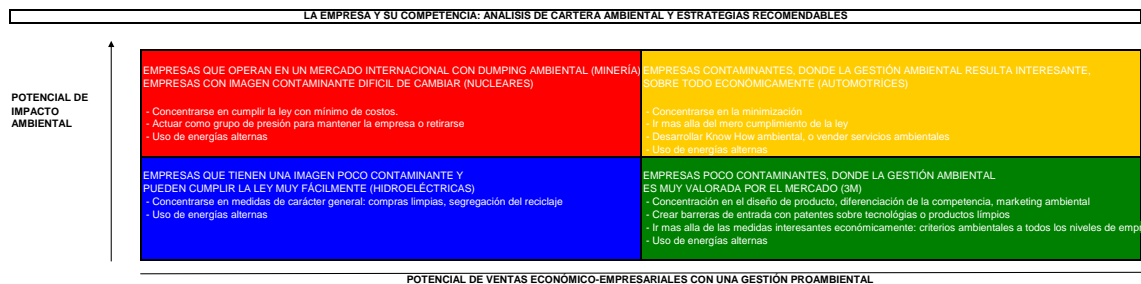 LA EMPRESA Y SU COMPETENCIA: ANALISIS DE CARTERA AMBIENTAL Y ESTRATEGIAS RECOMENDABLES
POTENCIAL DE
IMPACTO
AMBIENTAL
EMPRESAS QUE OPERAN EN UN MERCADO INTERNACIONAL CON DUMPING AMBIENTAL (MINERÍA)
EMPRESAS CON IMAGEN CONTAMINANTE DIFICIL DE CAMBIAR (NUCLEARES)
- Concentrarse en cumplir la ley con mínimo de costos.
- Actuar como grupo de presión para mantener la empresa o retirarse
- Uso de energías alternas
EMPRESAS CONTAMINANTES, DONDE LA GESTIÓN AMBIENTAL RESULTA INTERESANTE,
SOBRE TODO ECONÓMICAMENTE (AUTOMOTRÍCES)
- Concentrarse en la minimización
- Ir mas alla del mero cumplimiento de la ley
- Desarrollar Know How ambiental, o vender servicios ambientales
- Uso de energías alternas
EMPRESAS QUE TIENEN UNA IMAGEN POCO CONTAMINANTE Y
PUEDEN CUMPLIR LA LEY MUY FÁCILMENTE (HIDROELÉCTRICAS)
- Concentrarse en medidas de carácter general: compras limpias, segregación del reciclaje
- Uso de energías alternas
EMPRESAS POCO CONTAMINANTES, DONDE LA GESTIÓN AMBIENTAL
ES MUY VALORADA POR EL MERCADO (3M)
- Concentración en el diseño de producto, diferenciación de la competencia, marketing ambiental
- Crear barreras de entrada con patentes sobre tecnologías o productos límpios
- Ir mas alla de las medidas interesantes económicamente: criterios ambientales a todos los niveles de empr
- Uso de energías alternas
POTENCIAL DE VENTAS ECONÓMICO-EMPRESARIALES CON UNA GESTIÓN PROAMBIENTAL